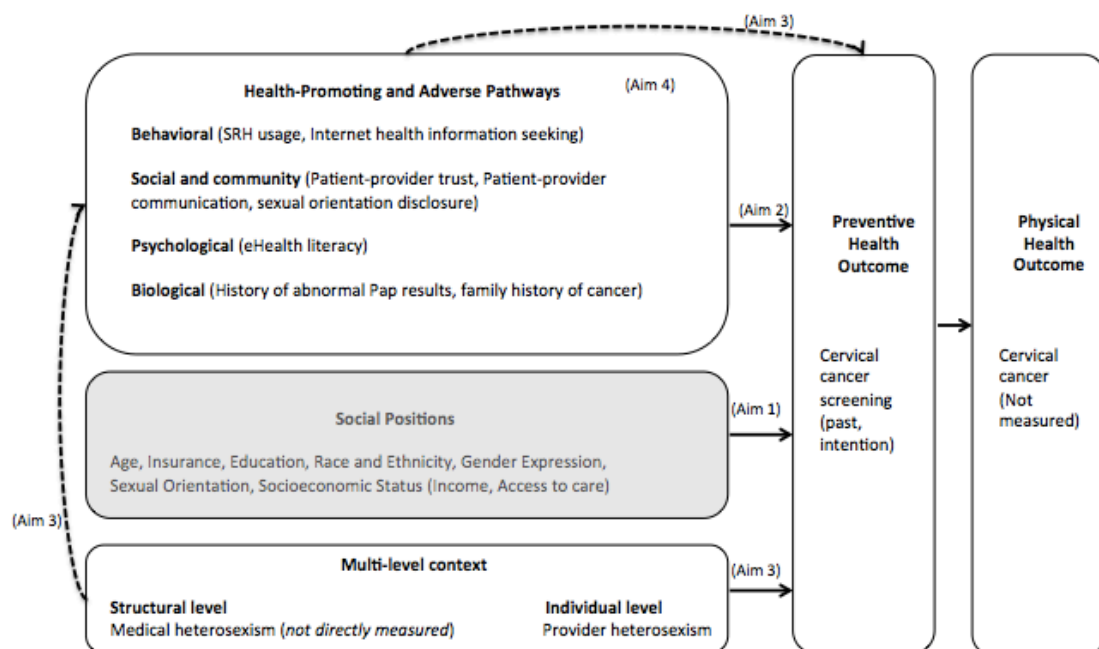 (Aim 3)
Health-Promoting and Adverse Pathways
(Aim 4)
Behavioral (SRH usage, Internet health information seeking)
Social and community (Patient-provider trust, Patient-provider
communication, sexual orientation disclosure)
Psychological (eHealth literacy)
Biological (History of abnormal Pap results, family history of cancer)
(Aim 2)
Social Positions
Age, Insurance, Education, Race and Ethnicity, Gender Expression,
Sexual Orientation, Socioeconomic Status (Income, Access to care)
(Aim 1)
(Aim 3)
Multi-level context
Structural level
Medical heterosexism (not directly measured)
Individual level
Provider heterosexism
(Aim 3)
Preventive
Health
Outcome
Cervical
cancer
screening
(past,
intention)
Physical
Health
Outcome
Cervical
cancer
(Not
measured)